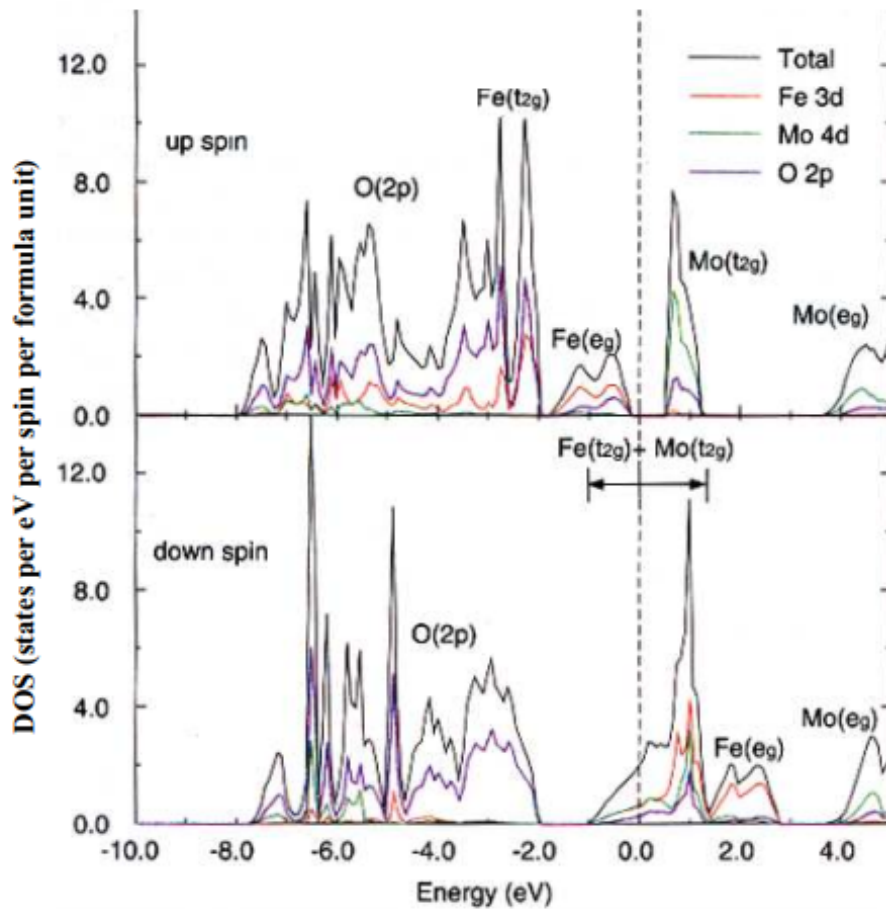 DOS (states per eV per spin per formula unit)
12.0
8.0
4.0
0.0
up spin
O(2p)
Fe(t2g)
Fe(eg)
Mo(t2g)
Mo(eg)
Total
Fe 3d
Mo 4d
O 2p
12.0
8.0
4.0
0.0
down spin
O(2p)
Fe(t2g)+ Mo(t2g)
Fe(eg)
Mo(eg)
-10.0 -8.0 -6.0 -4.0 -2.0 0.0 2.0 4.0
Energy (eV)